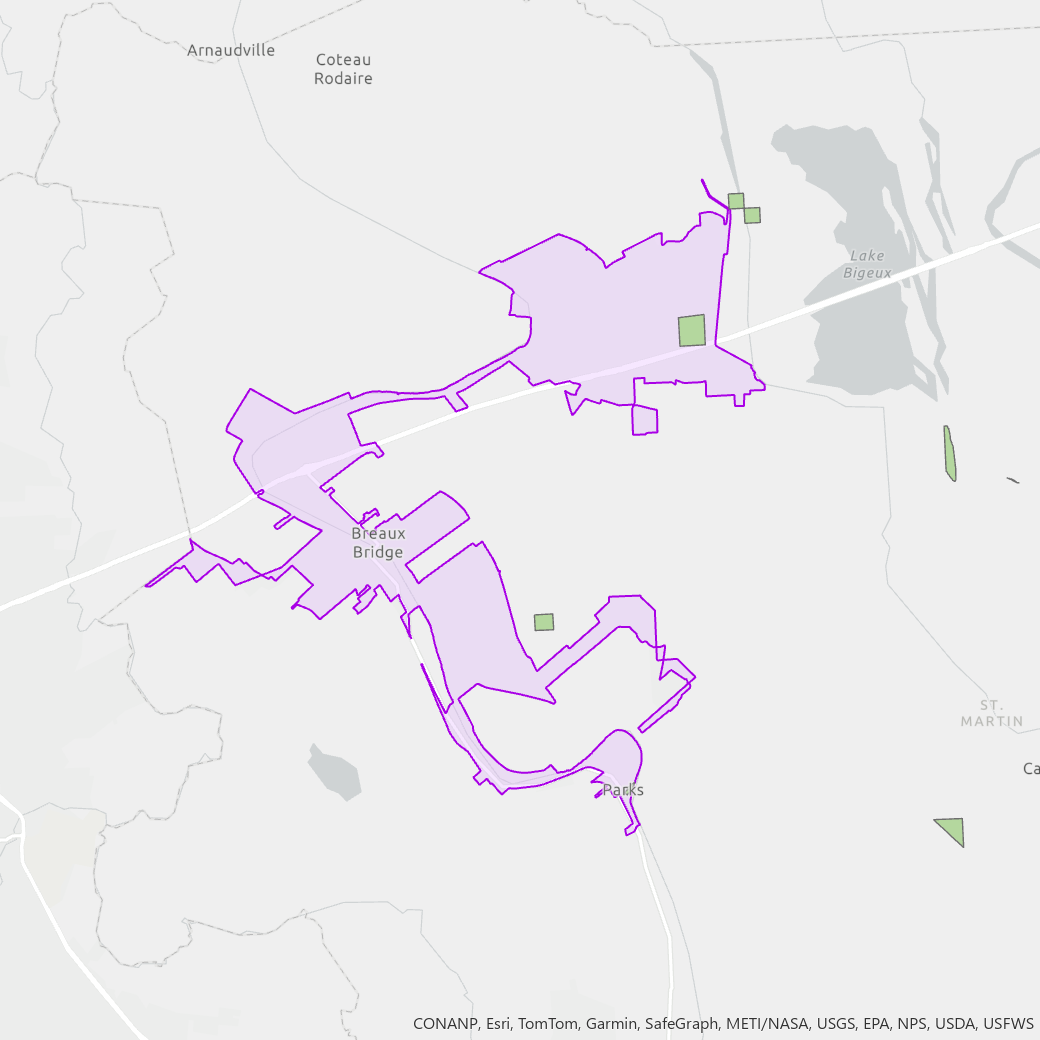 Arnaudville
Coteau
Rodaire
Lake
Bigeux
Breaux
Bridge
ST.
MARTIN
Ca
Parks
CONANP, Esri, TomTom, Garmin, SafeGraph, METI/NASA, USGS, EPA, NPS, USDA, USFWS